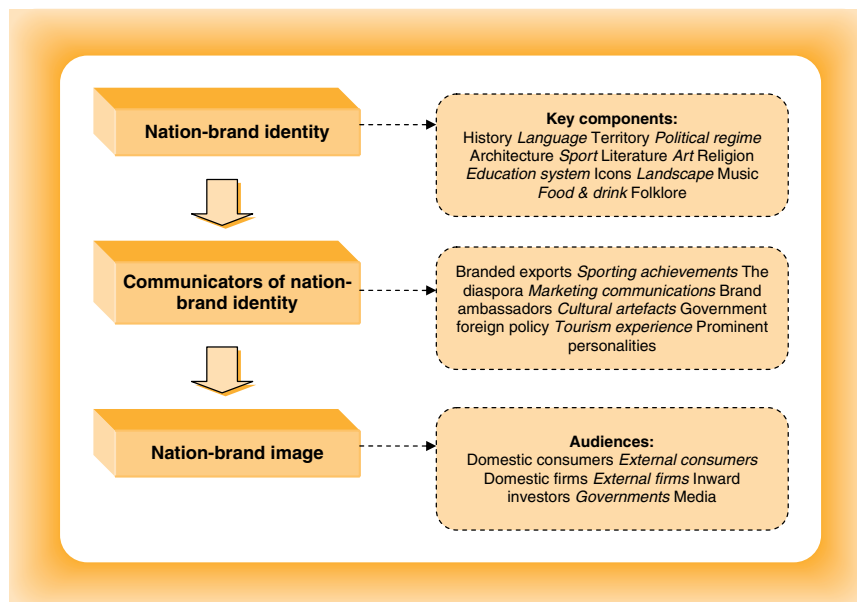 Nation-brand identity
Key components:
History Language Territory Political regime
Architecture Sport Literature Art Religion
Education system Icons Landscape Music
Food & drink Folklore
Communicators of nation-
brand identity
Branded exports Sporting achievements The
diaspora Marketing communications Brand
ambassadors Cultural artefacts Government
foreign policy Tourism experience Prominent
personalities
Nation-brand image
Audiences:
Domestic consumers External consumers
Domestic firms External firms Inward
investors Governments Media